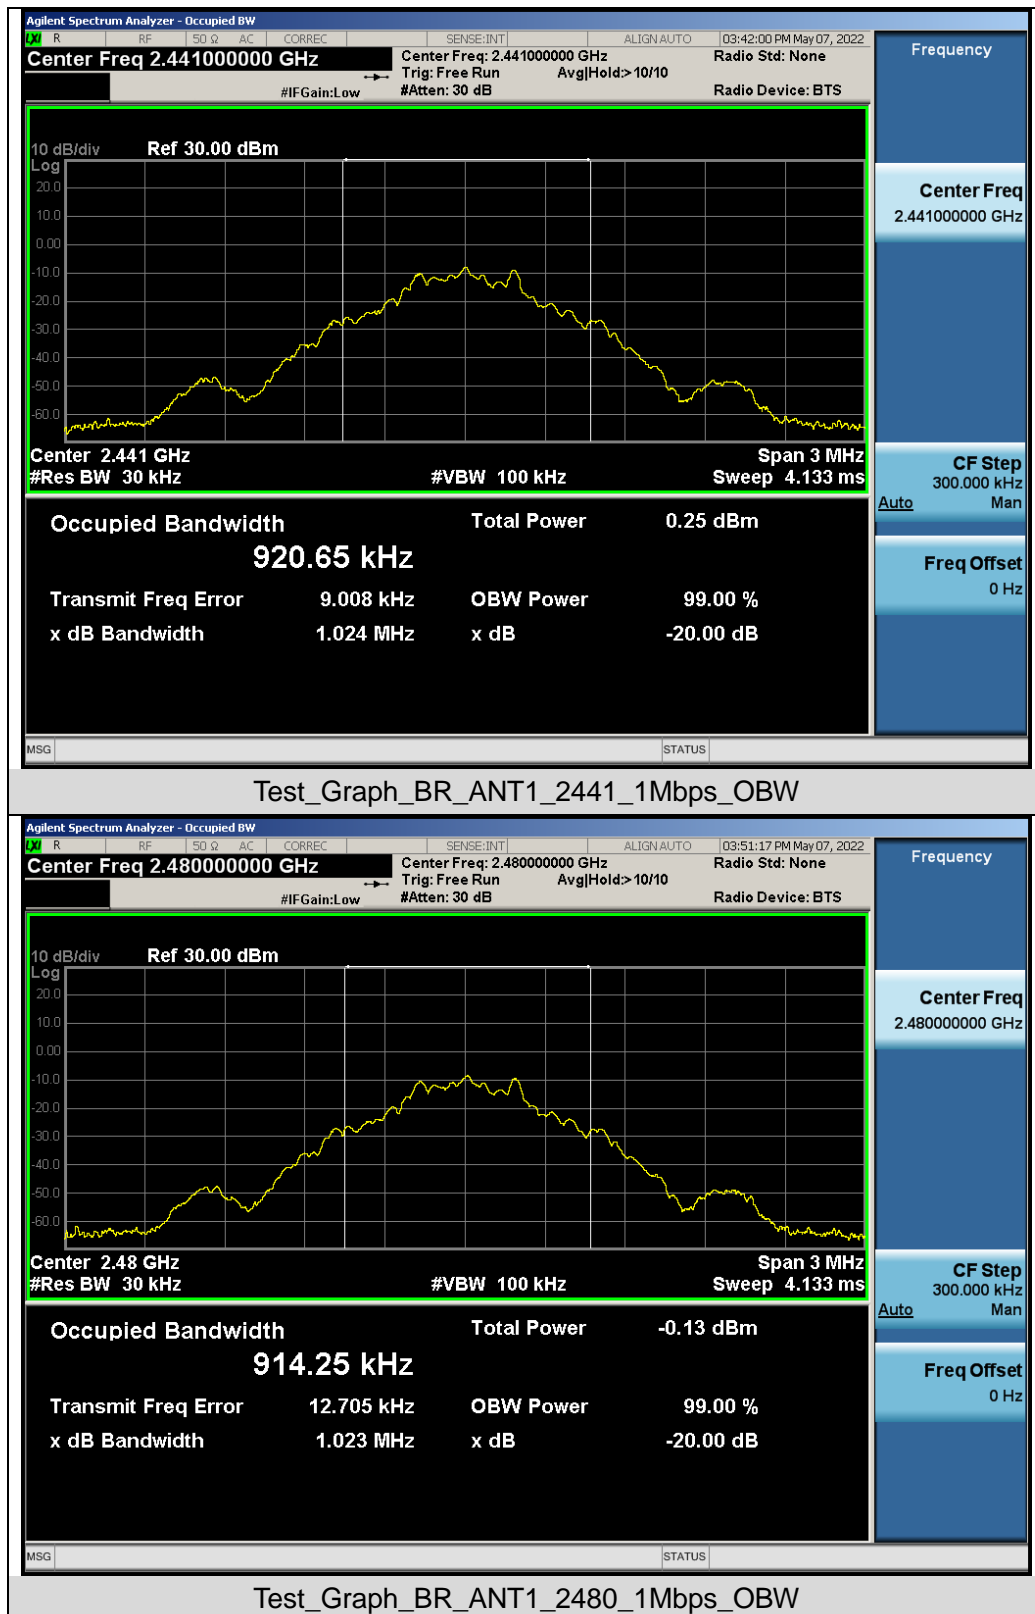 Agilent Spectrum Analyzer - Occupied BW
LXI R RF 50 Ω AC CORREC SENSE:INT ALIGN AUTO 03:42:00 PM May 07, 2022
Center Freq 2.441000000 GHz Center Freq: 2.441000000 GHz Radio Std: None
Trig: Free Run Avg|Hold:> 10/10
#IFGain:Low #Atten: 30 dB Radio Device: BTS
Frequency
10 dB/div Ref 30.00 dBm
Log
20.0
10.0
0.00
-10.0
-20.0
-30.0
-40.0
-50.0
-60.0
Center 2.441 GHz Span 3 MHz
#Res BW 30 kHz #VBW 100 kHz Sweep 4.133 ms
Center Freq
2.441000000 GHz
CF Step
300.000 kHz
Auto Man
Freq Offset
0 Hz
Occupied Bandwidth Total Power 0.25 dBm
920.65 kHz
Transmit Freq Error 9.008 kHz OBW Power 99.00 %
x dB Bandwidth 1.024 MHz x dB -20.00 dB
MSG STATUS
Test_Graph_BR_ANT1_2441_1Mbps_OBW
Agilent Spectrum Analyzer - Occupied BW
LXI R RF 50 Ω AC CORREC SENSE:INT ALIGN AUTO 03:51:17 PM May 07, 2022
Center Freq 2.480000000 GHz Center Freq: 2.480000000 GHz Radio Std: None
Trig: Free Run Avg|Hold:> 10/10
#IFGain:Low #Atten: 30 dB Radio Device: BTS
Frequency
10 dB/div Ref 30.00 dBm
Log
20.0
10.0
0.00
-10.0
-20.0
-30.0
-40.0
-50.0
-60.0
Center 2.48 GHz Span 3 MHz
#Res BW 30 kHz #VBW 100 kHz Sweep 4.133 ms
Center Freq
2.480000000 GHz
CF Step
300.000 kHz
Auto Man
Freq Offset
0 Hz
Occupied Bandwidth Total Power -0.13 dBm
914.25 kHz
Transmit Freq Error 12.705 kHz OBW Power 99.00 %
x dB Bandwidth 1.023 MHz x dB -20.00 dB
MSG STATUS
Test_Graph_BR_ANT1_2480_1Mbps_OBW